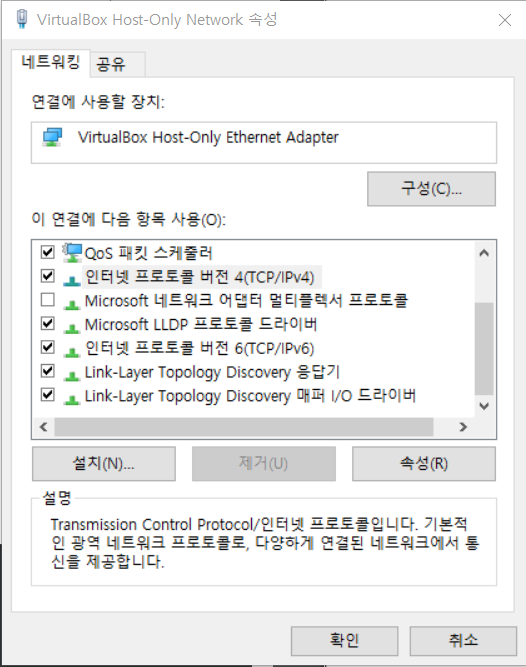 VirtualBox Host-Only Network 속성
네트워킹
공유
연결에 사용할 장치:
VirtualBox Host-Only Ethernet Adapter
구성(C)...
이 연결에 다음 항목 사용(O):
QoS 패킷 스케줄러
인터넷 프로토콜 버전 4(TCP/IPv4)
Microsoft 네트워크 어댑터 멀티플렉서 프로토콜
Microsoft LLDP 프로토콜 드라이버
인터넷 프로토콜 버전 6(TCP/IPv6)
Link-Layer Topology Discovery 응답기
Link-Layer Topology Discovery 매퍼 I/O 드라이버
설치(N)...
제거(U)
속성(R)
설명
Transmission Control Protocol/인터넷 프로토콜입니다. 기본적
인 광역 네트워크 프로토콜로, 다양하게 연결된 네트워크에서 통
신을 제공합니다.
확인
취소